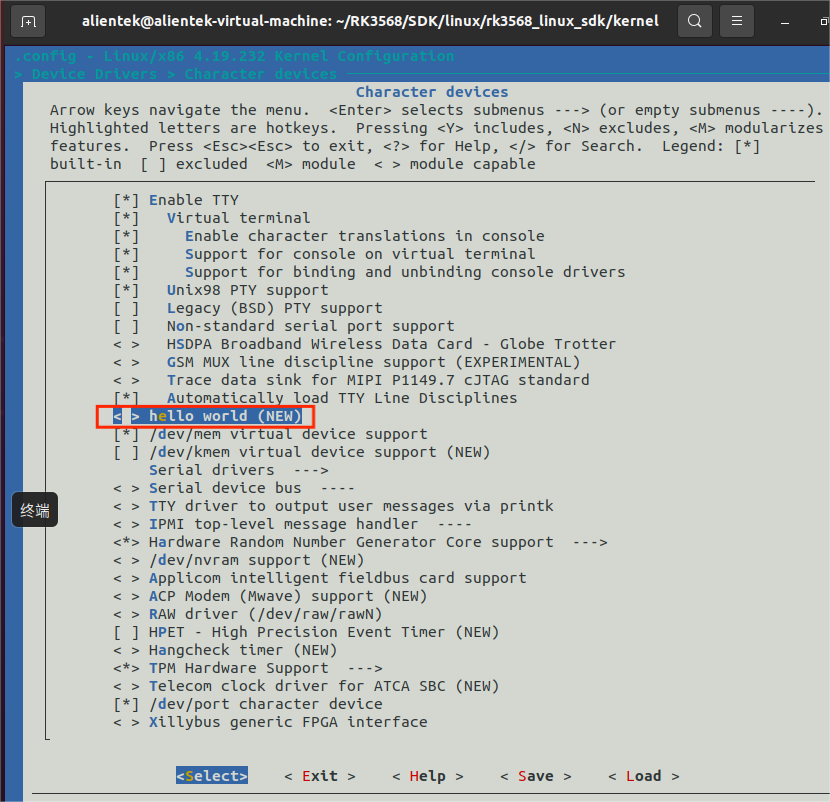 alientek@alientek-virtual-machine: ~/RK3568/SDK/linux/rk3568_linux_sdk/kernel
.config - Linux/x86 4.19.232 Kernel Configuration
> Device Drivers > Character devices
Character devices
Arrow keys navigate the menu.  <Enter> selects submenus ---> (or empty submenus ----).
Highlighted letters are hotkeys.  Pressing <Y> includes, <N> excludes, <M> modularizes
features.  Press <Esc><Esc> to exit, <?> for Help, </> for Search.  Legend: [*]
built-in  [ ] excluded  <M> module  < > module capable
[*] Enable TTY
[*]   Virtual terminal
[*]     Enable character translations in console
[*]     Support for console on virtual terminal
[*]     Support for binding and unbinding console drivers
[*]   Unix98 PTY support
[ ]   Legacy (BSD) PTY support
[ ]   Non-standard serial port support
< >   HSDPA Broadband Wireless Data Card - Globe Trotter
< >   GSM MUX line discipline support (EXPERIMENTAL)
< >   Trace data sink for MIPI P1149.7 cJTAG standard
[*]   Automatically load TTY Line Disciplines
< > hello world (NEW)
[*] /dev/mem virtual device support
[ ] /dev/kmem virtual device support (NEW)
Serial drivers  --->
< > Serial device bus  ----
< > TTY driver to output user messages via printk
< > IPMI top-level message handler  ----
<*> Hardware Random Number Generator Core support  --->
< > /dev/nvram support (NEW)
< > Applicom intelligent fieldbus card support
< > ACP Modem (Mwave) support (NEW)
< > RAW driver (/dev/raw/rawN)
[ ] HPET - High Precision Event Timer (NEW)
< > Hangcheck timer (NEW)
<*> TPM Hardware Support  --->
< > Telecom clock driver for ATCA SBC (NEW)
[*] /dev/port character device
< > Xillybus generic FPGA interface
终端
<Select>    < Exit >    < Help >    < Save >    < Load >